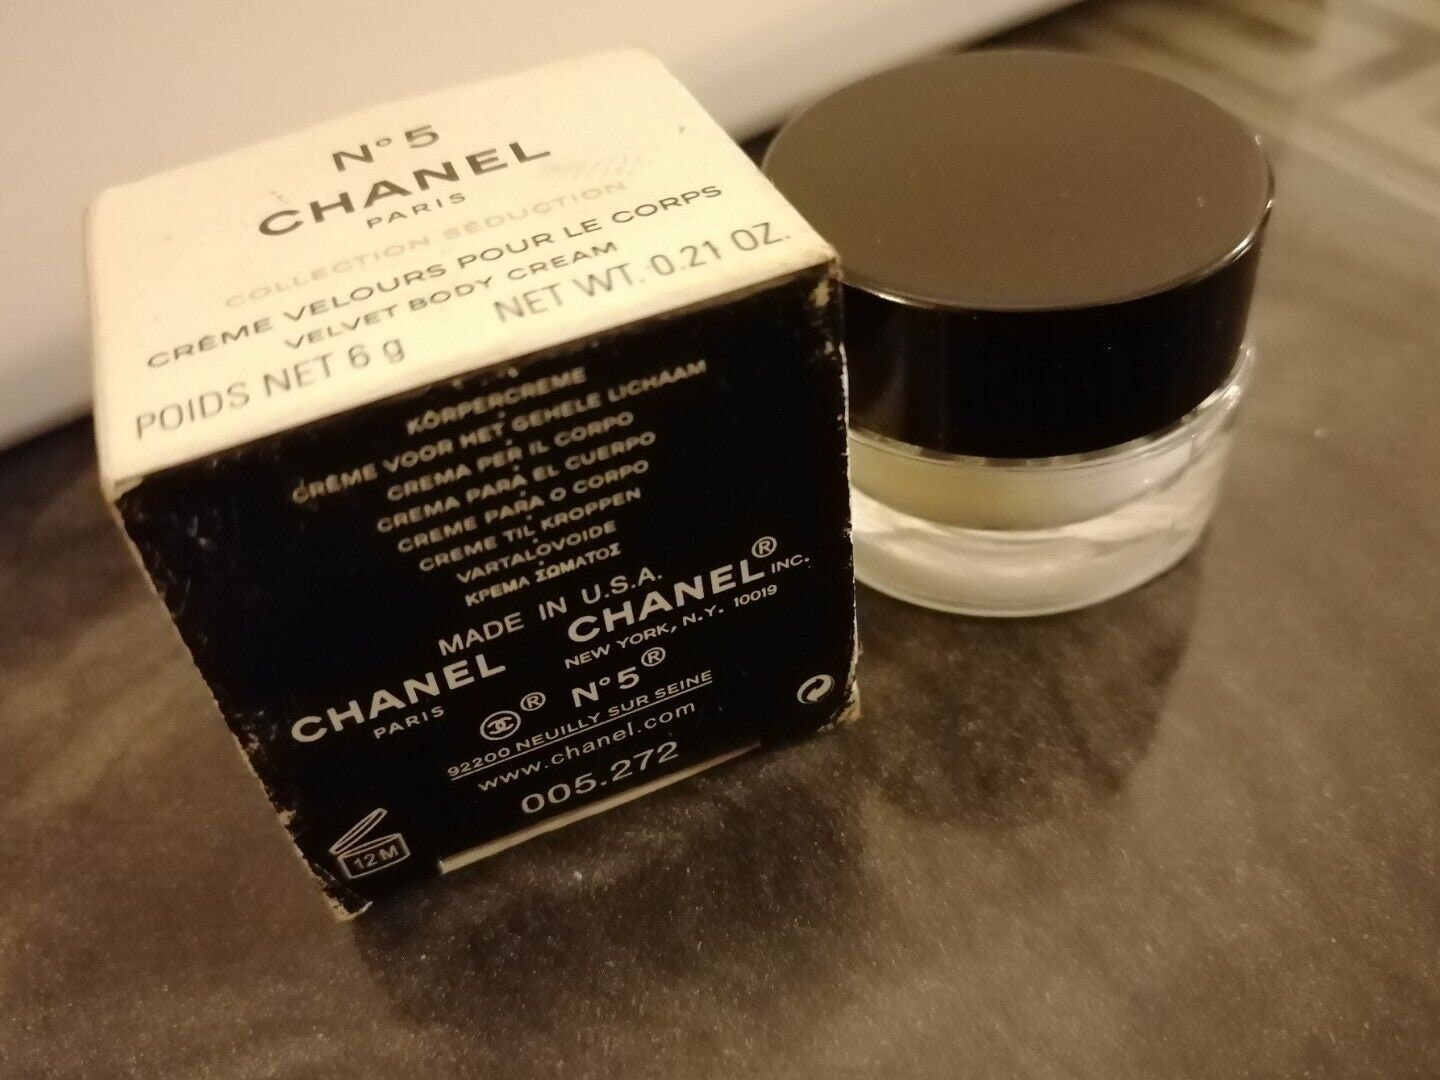 N° 5
CHANEL
PARIS
COLLECTION SÉDUCTION
CRÈME VELOURS POUR LE CORPS
VELVET BODY CREAM
POIDS NET 6 g NET WT. 0.21 OZ.
KÖRPERCREME
CRÈME VOOR HET GEHELE LICHAAM
CREMA PER IL CORPO
CREMA PARA EL CUERPO
CREME PARA O CORPO
CREME TIL KROPPEN
VARTALOVOIDE
ΚΡΕΜΑ ΣΩΜΑΤΟΣ
MADE IN U.S.A.
CHANEL® INC.
NEW YORK, N.Y. 10019
CHANEL
PARIS
® N° 5®
92200 NEUILLY SUR SEINE
www.chanel.com
005.272
12 M